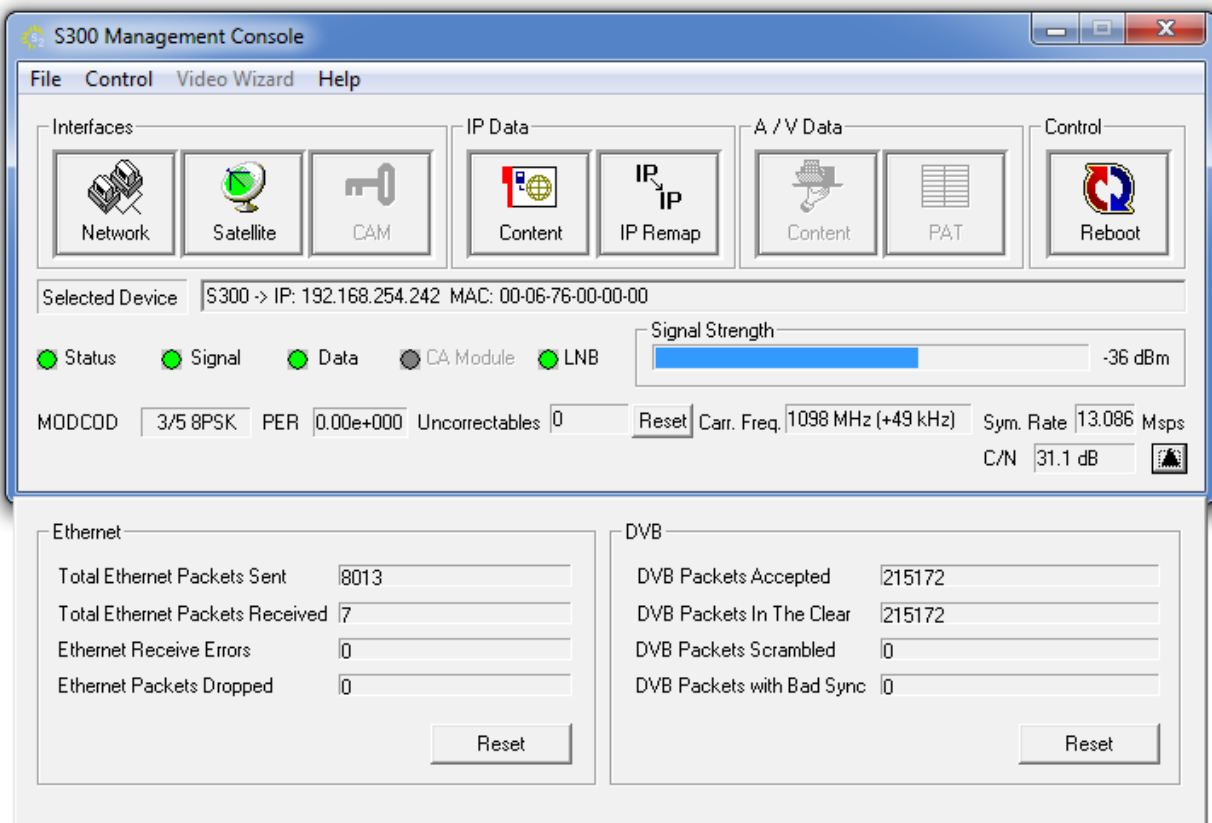 S300 Management Console
File Control Video Wizard Help
Interfaces IP Data A / V Data Control
IP IP
Network Satellite CAM Content IP Remap Content PAT Reboot
Selected Device S300 -> IP: 192.168.254.242 MAC: 00-06-76-00-00-00
Signal Strength
Status Signal Data CA Module LNB -36 dBm
MODCOD 3/5 8PSK PER 0.00e+000 Uncorrectables 0 Reset Carr. Freq. 1098 MHz (+49 kHz) Sym. Rate 13.086 Msps
C/N 31.1 dB
Ethernet DVB
Total Ethernet Packets Sent 8013 DVB Packets Accepted 215172
Total Ethernet Packets Received 7 DVB Packets In The Clear 215172
Ethernet Receive Errors 0 DVB Packets Scrambled 0
Ethernet Packets Dropped 0 DVB Packets with Bad Sync 0
Reset Reset